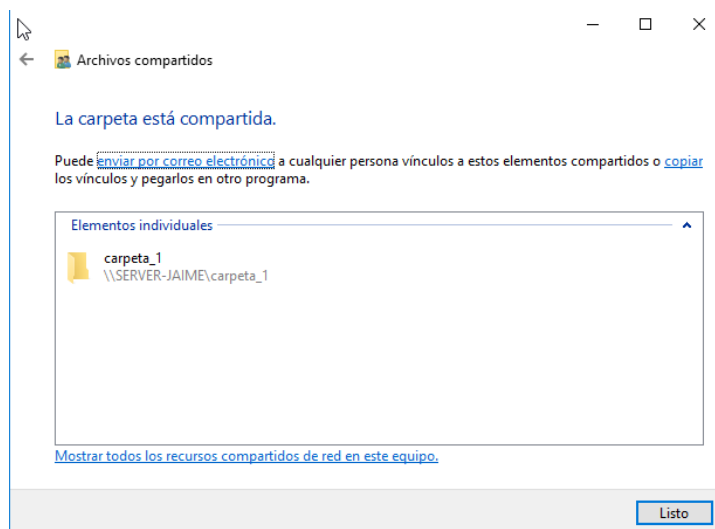 Archivos compartidos
La carpeta está compartida.
Puede enviar por correo electrónico a cualquier persona vínculos a estos elementos compartidos o copiar
los vínculos y pegarlos en otro programa.
Elementos individuales
carpeta_1
\\SERVER-JAIME\carpeta_1
Mostrar todos los recursos compartidos de red en este equipo.
Listo